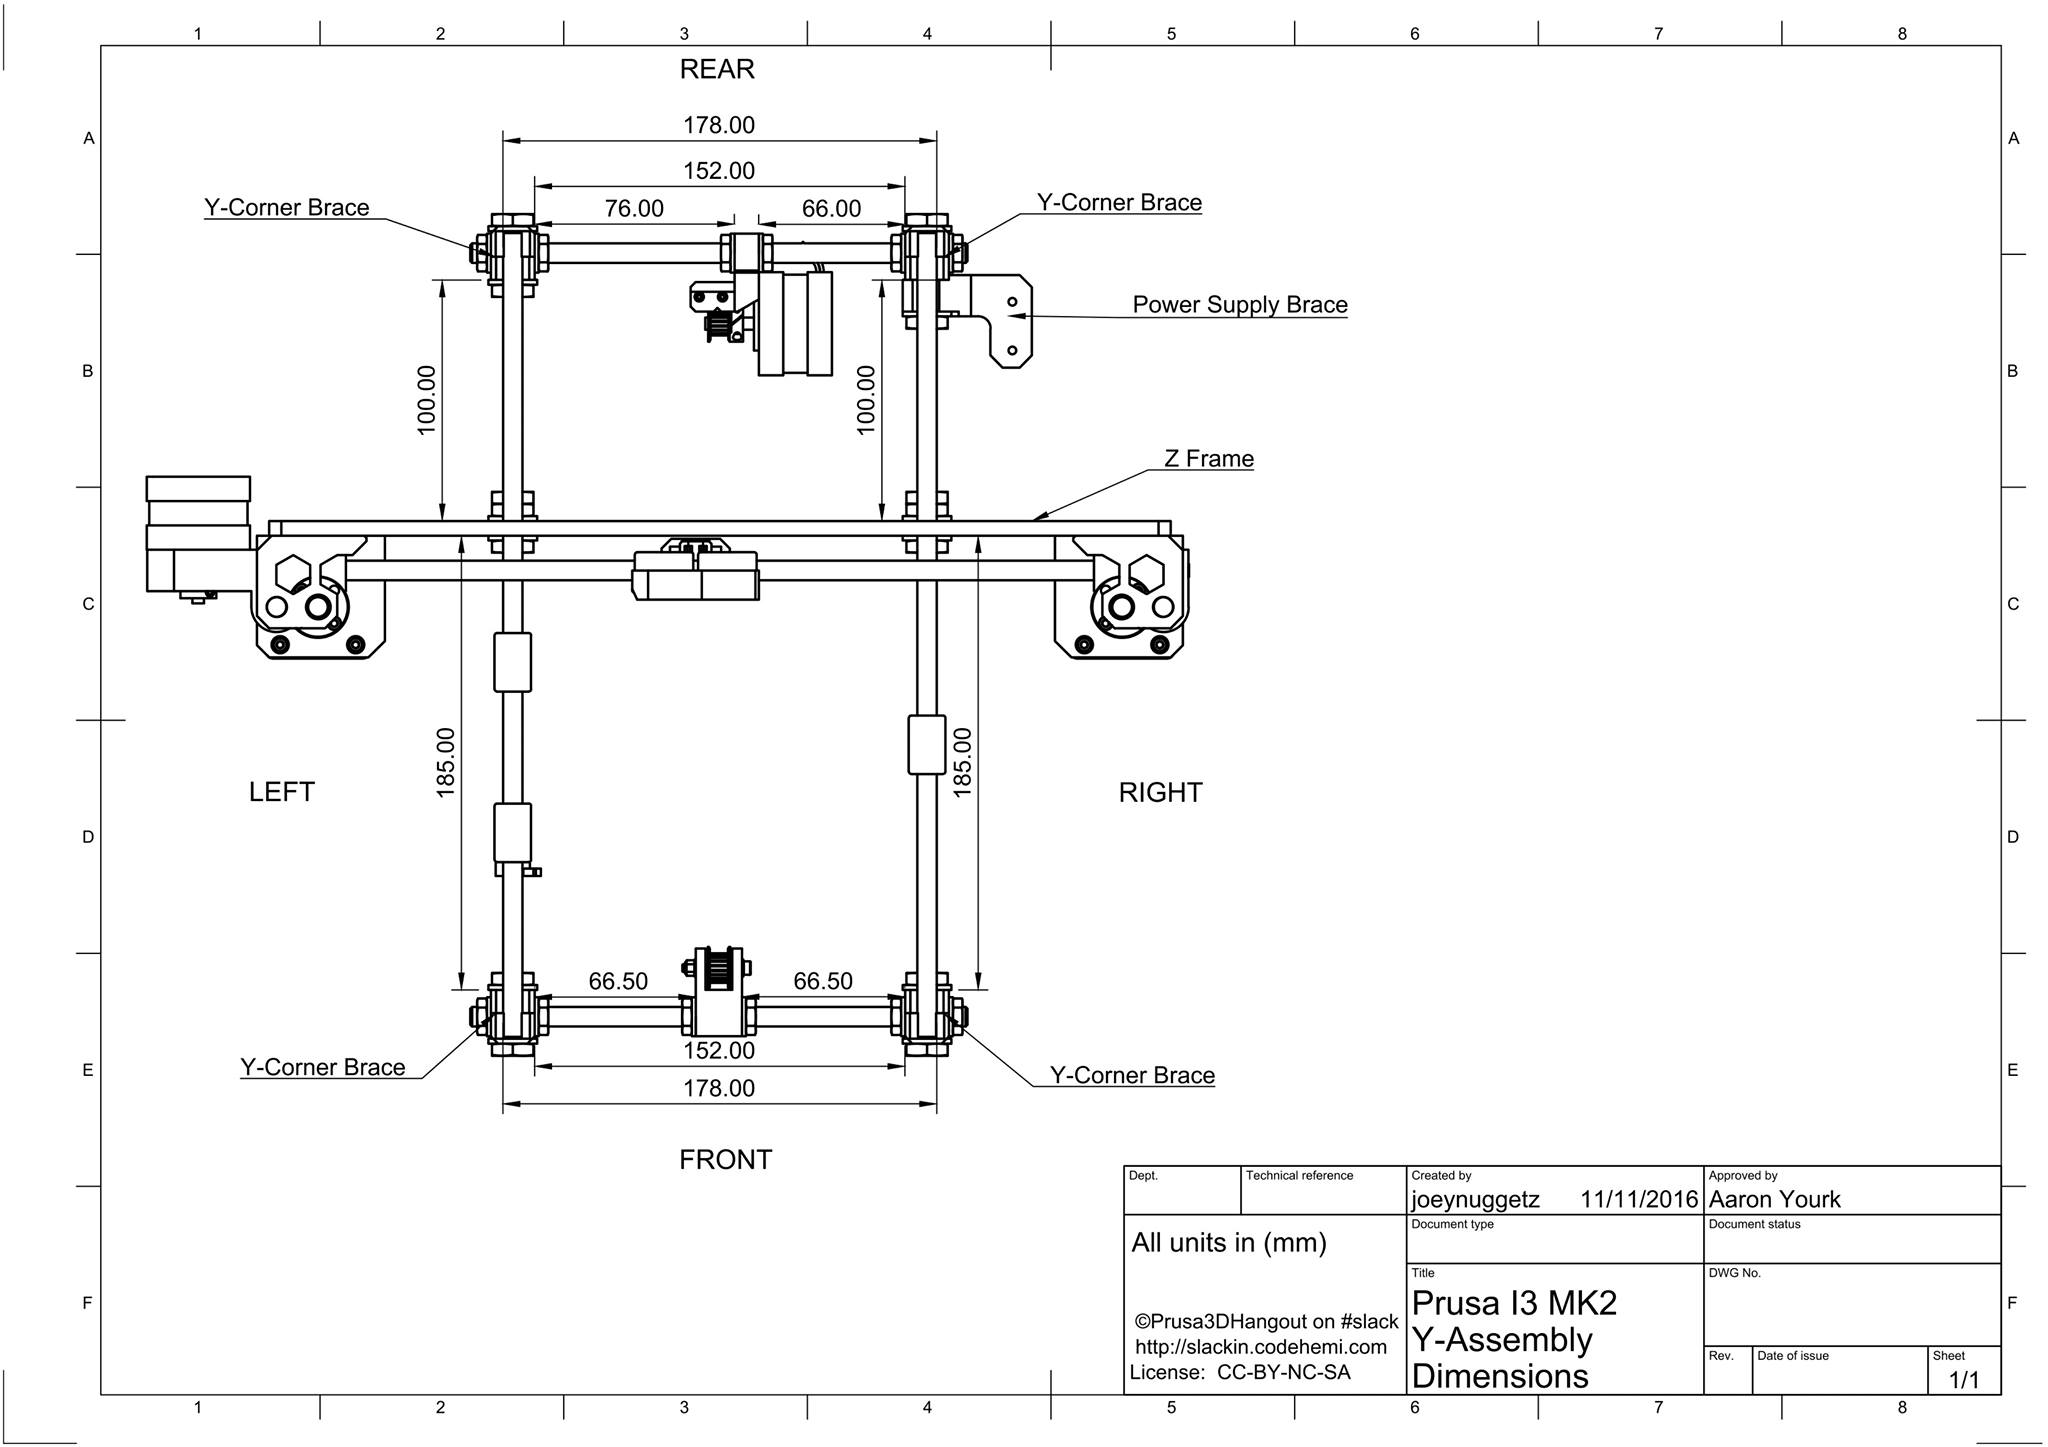 1 2 3 4 5 6 7 8
REAR
A A
178.00
152.00
76.00 66.00
Y-Corner Brace Y-Corner Brace
Power Supply Brace
B B
100.00 100.00
Z Frame
C C
185.00 185.00
LEFT RIGHT
D D
66.50 66.50
152.00
Y-Corner Brace Y-Corner Brace
E E
178.00
FRONT
Dept. Technical reference Created by Approved by
joeynuggetz 11/11/2016 Aaron Yourk
Document type Document status
All units in (mm)
Title DWG No.
F F
Prusa I3 MK2
Y-Assembly
Dimensions
©Prusa3DHangout on #slack
http://slackin.codehemi.com
License: CC-BY-NC-SA
Rev. Date of issue Sheet
1/1
1 2 3 4 5 6 7 8